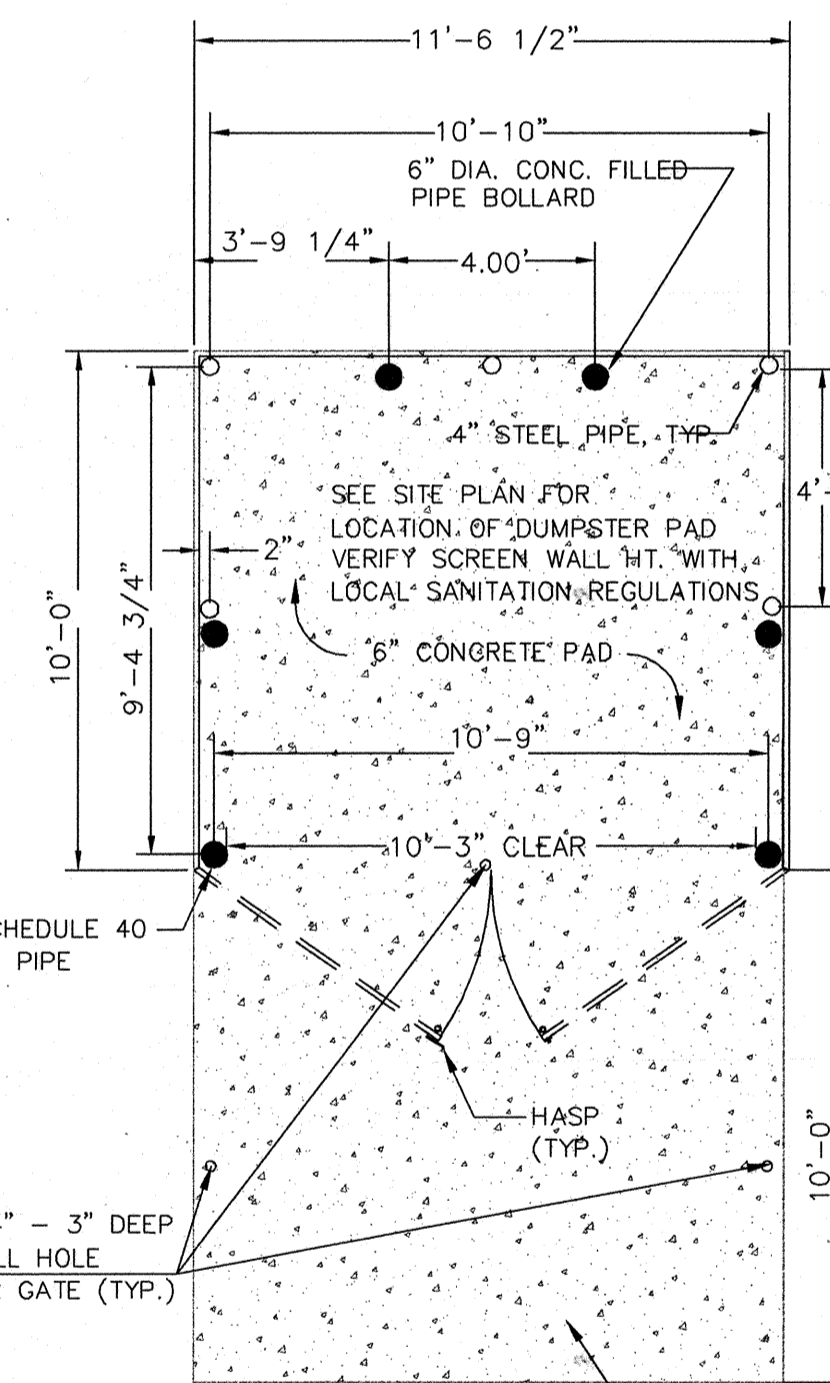 11'-6 1/2"
10'-10"
6" DIA. CONC. FILLED
PIPE BOLLARD
3'-9 1/4"
4.00'
4" STEEL PIPE, TYP.
4'-
SEE SITE PLAN FOR
LOCATION OF DUMPSTER PAD
VERIFY SCREEN WALL HT. WITH
LOCAL SANITATION REGULATIONS
2"
10'-0"
9'-4 3/4"
6" CONCRETE PAD
10'-9"
10'-3" CLEAR
40
PIPE
HASP
(TYP.)
10'-0"
- 3" DEEP
HOLE
GATE (TYP.)